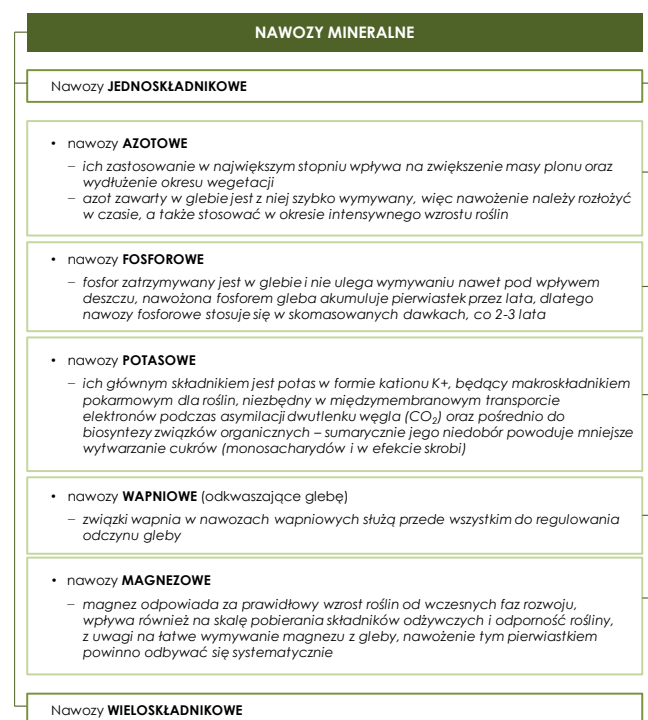 NAWOZY MINERALNE
Nawozy JEDNOSKŁADNIKOWE
• nawozy AZOTOWE
– ich zastosowanie w największym stopniu wpływa na zwiększenie masy plonu oraz
wydłużenie okresu wegetacji
– azot zawarty w glebie jest z niej szybko wymywany, więc nawożenie należy rozłożyć
w czasie, a także stosować w okresie intensywnego wzrostu roślin
• nawozy FOSFOROWE
– fosfor zatrzymywany jest w glebie i nie ulega wymywaniu nawet pod wpływem
deszczu, nawożona fosforem gleba akumuluje pierwiastek przez lata, dlatego
nawozy fosforowe stosuje się w skomasowanych dawkach, co 2-3 lata
• nawozy POTASOWE
– ich głównym składnikiem jest potas w formie kationu K+, będący makroskładnikiem
pokarmowym dla roślin, niezbędny w międzymembranowym transporcie
elektronów podczas asymilacji dwutlenku węgla (CO₂) oraz pośrednio do
biosyntezy związków organicznych – sumarycznie jego niedobór powoduje mniejsze
wytwarzanie cukrów (monosacharydów i w efekcie skrobi)
• nawozy WAPNIOWE (odkwaszające glebę)
– związki wapnia w nawozach wapniowych służą przede wszystkim do regulowania
odczynu gleby
• nawozy MAGNEZOWE
– magnez odpowiada za prawidłowy wzrost roślin od wczesnych faz rozwoju,
wpływa również na skalę pobierania składników odżywczych i odporność rośliny,
z uwagi na łatwe wymywanie magnezu z gleby, nawożenie tym pierwiastkiem
powinno odbywać się systematycznie
Nawozy WIELOSKŁADNIKOWE